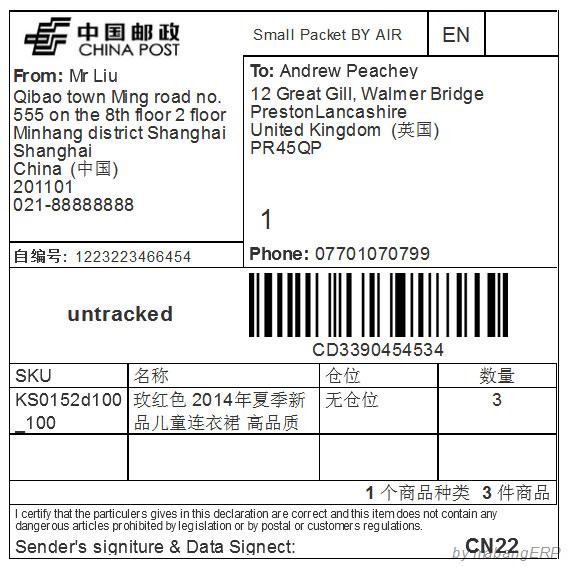 中国邮政
CHINA POST
Small Packet BY AIR
EN
From: Mr Liu
Qibao town Ming road no.
555 on the 8th floor 2 floor
Minhang district Shanghai
Shanghai
China (中国)
201101
021-88888888
自编号: 1223223466454
To: Andrew Peachey
12 Great Gill, Walmer Bridge
PrestonLancashire
United Kingdom (英国)
PR45QP
1
Phone: 07701070799
untracked
CD3390454534
SKU 名称 仓位 数量
KS0152d100 玫红色 2014年夏季新 无仓位 3
_100 品儿童连衣裙 高品质
1 个商品种类 3 件商品
I certify that the particulers gives in this declaration are correct and this item does not contain any
dangerous articles prohibited by legislation or by postal or customers regulations.
Sender's signiture & Data Signect: CN22
by mabangERP